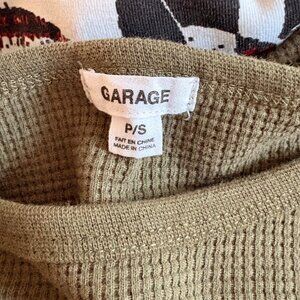 GARAGE
P/S
FAIT EN CHINE
MADE IN CHINA